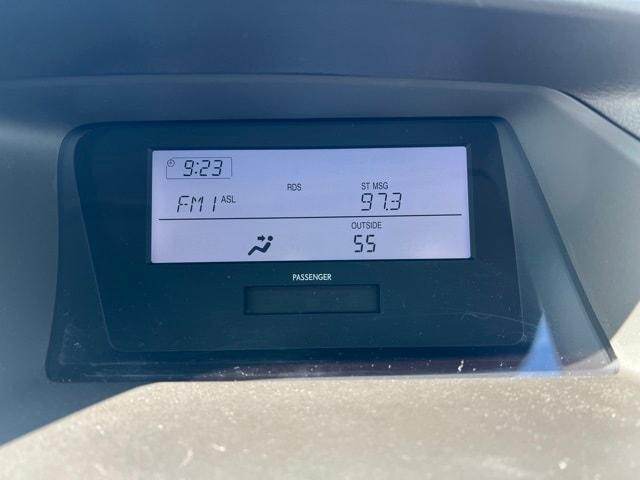 9:23
RDS ST MSG
FM1 ASL 97.3
OUTSIDE
55
PASSENGER